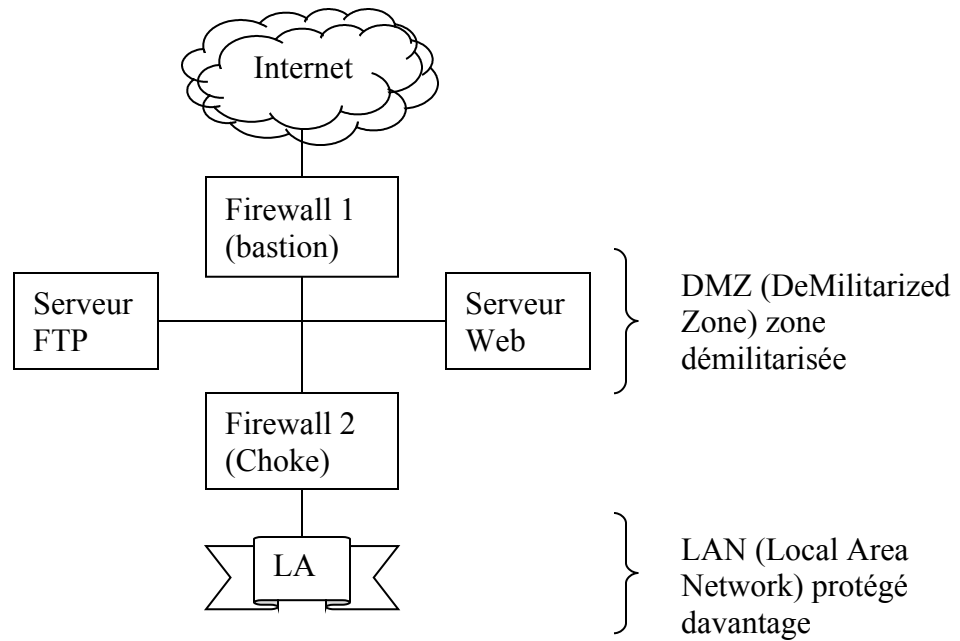 Internet
Firewall 1
(bastion)
Serveur
FTP
Serveur
Web
DMZ (DeMilitarized
Zone) zone
démilitarisée
Firewall 2
(Choke)
LA
LAN (Local Area
Network) protégé
davantage